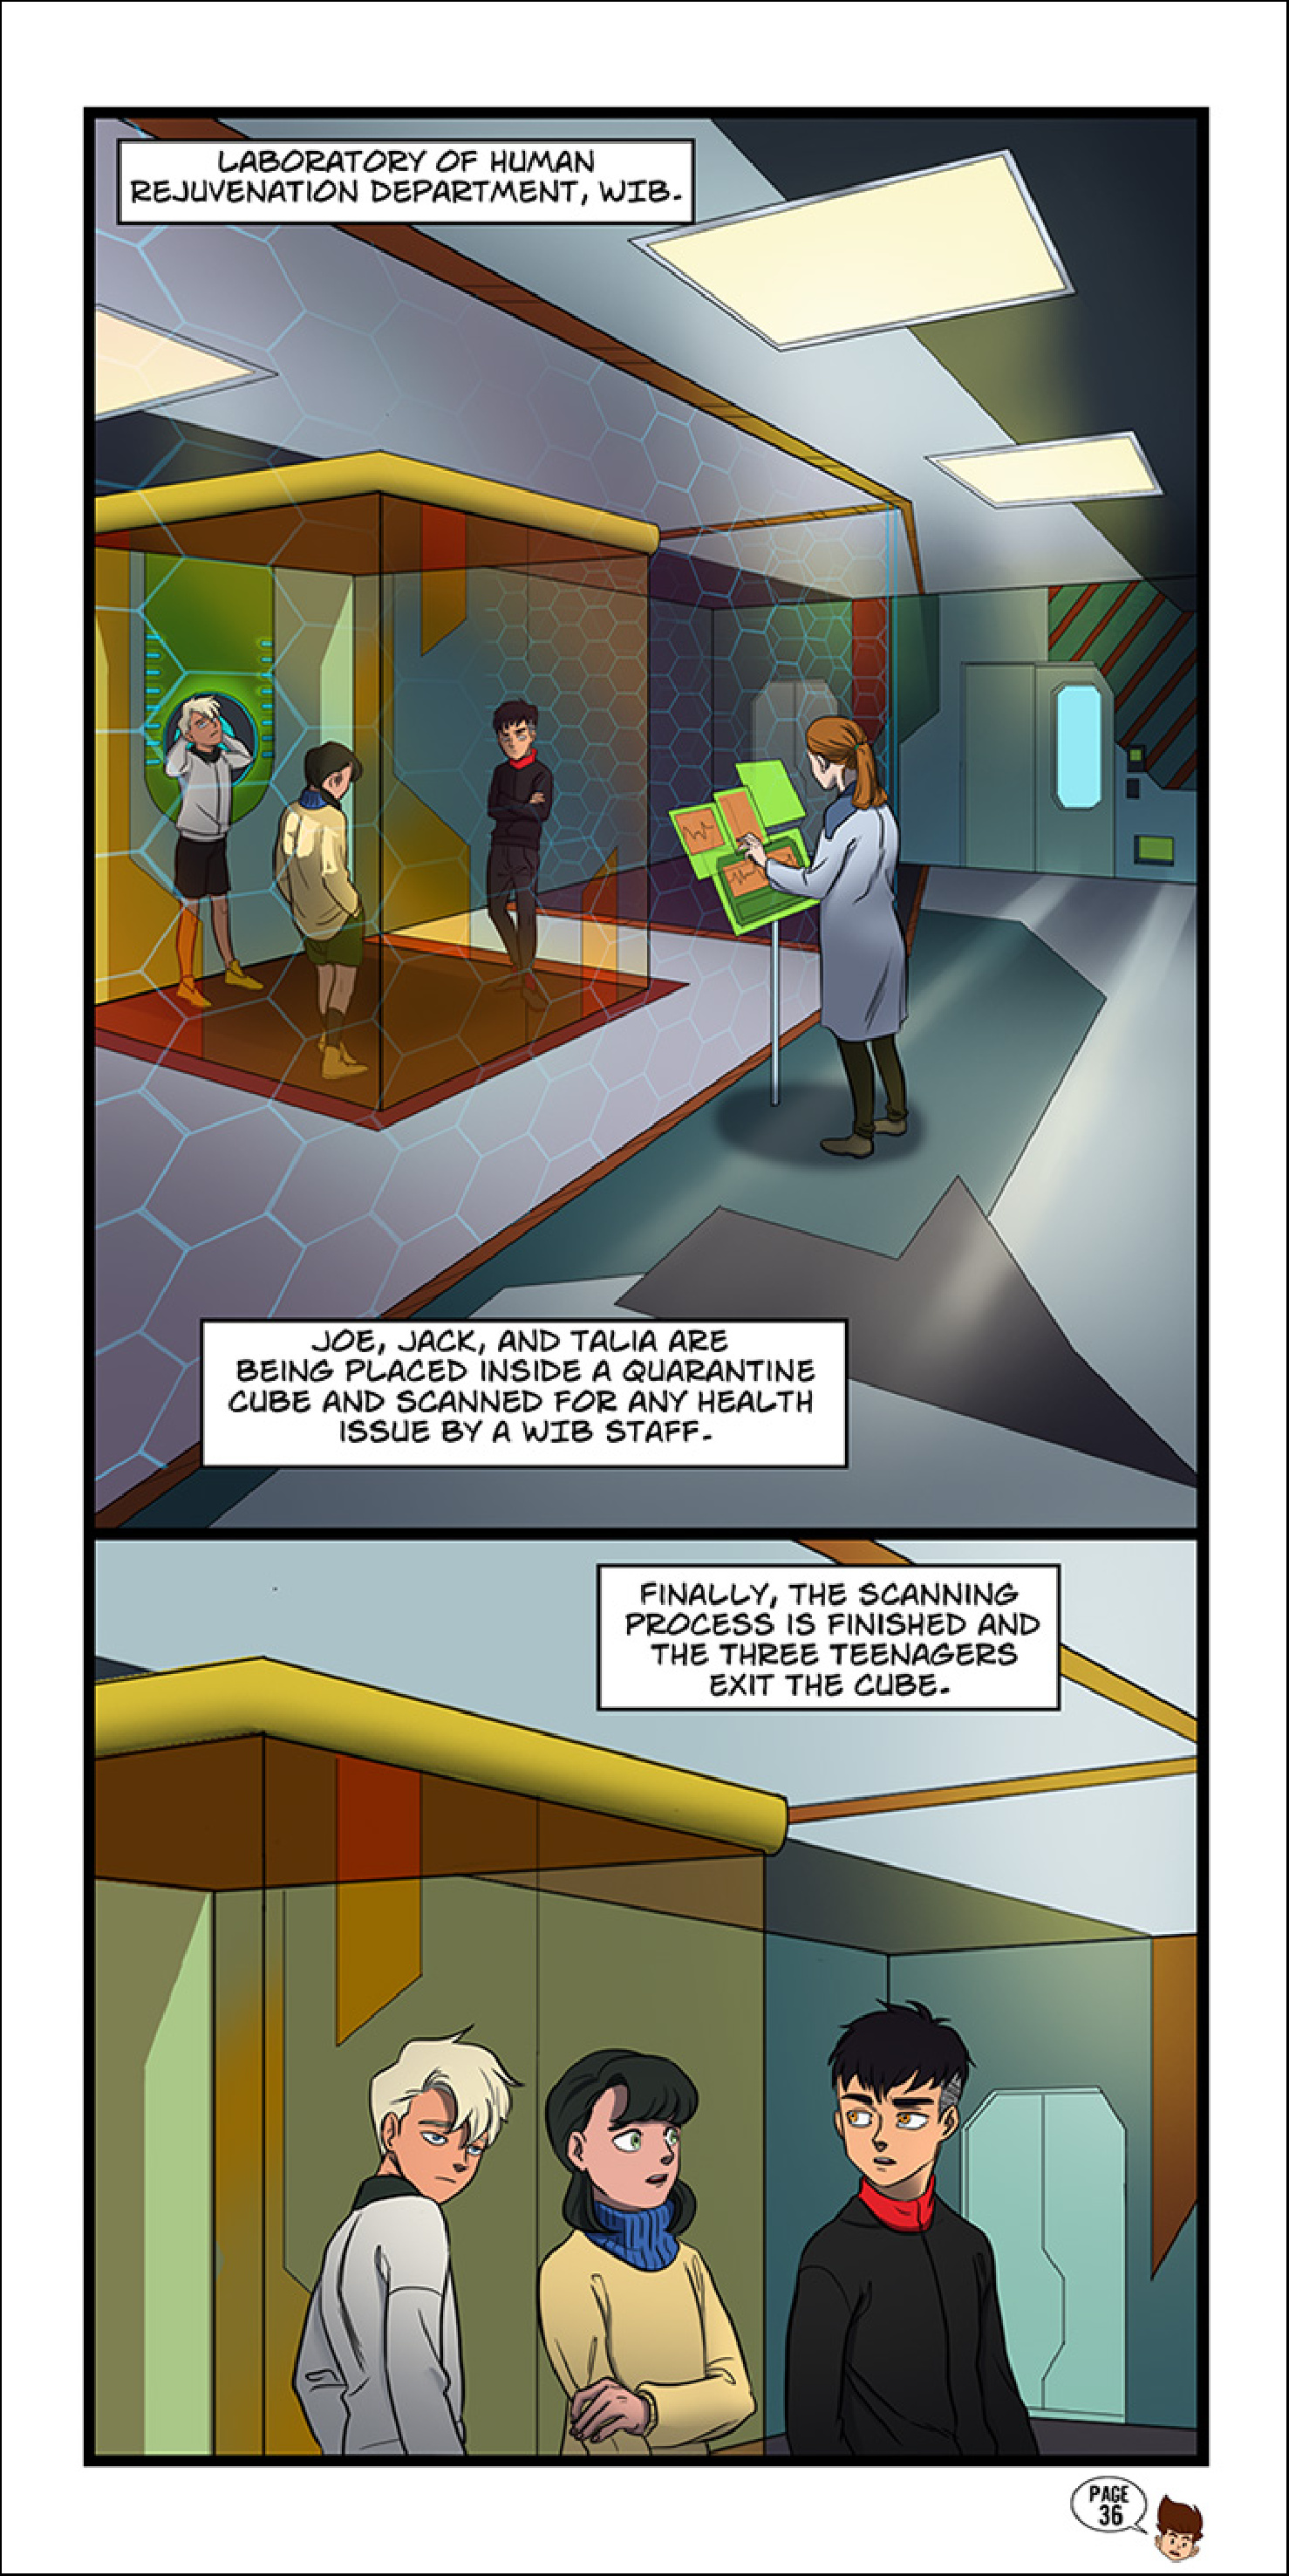 LABORATORY OF HUMAN
REJUVENATION DEPARTMENT, WIB.
JOE, JACK, AND TALIA ARE
BEING PLACED INSIDE A QUARANTINE
CUBE AND SCANNED FOR ANY HEALTH
ISSUE BY A WIB STAFF.
FINALLY, THE SCANNING
PROCESS IS FINISHED AND
THE THREE TEENAGERS
EXIT THE CUBE.
PAGE
36